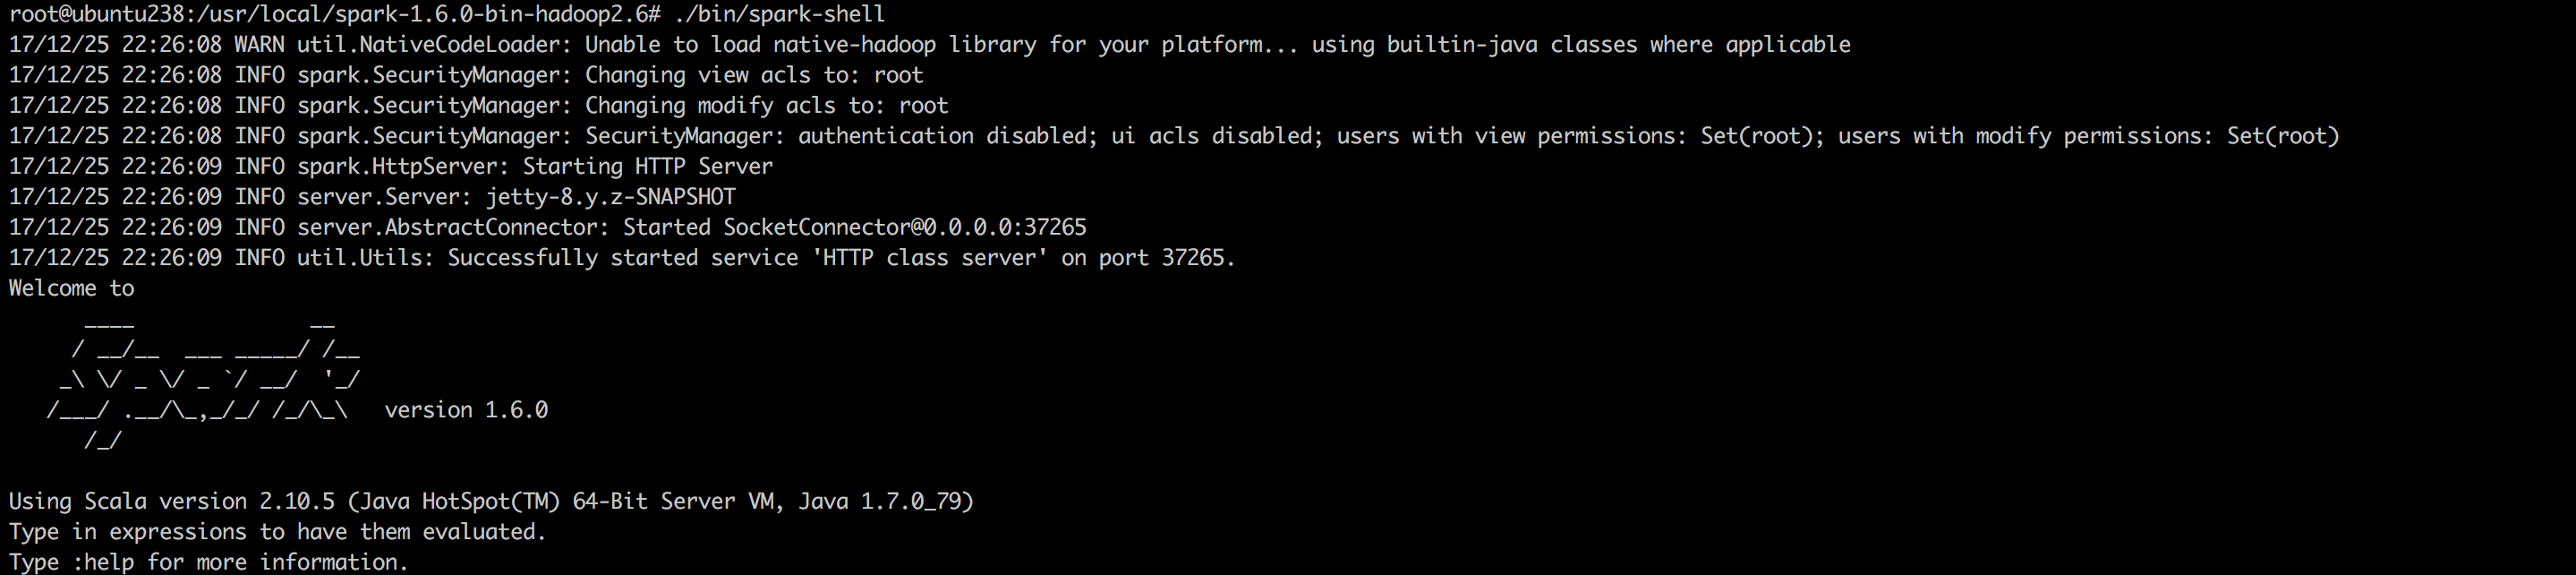 root@ubuntu238:/usr/local/spark-1.6.0-bin-hadoop2.6# ./bin/spark-shell
17/12/25 22:26:08 WARN util.NativeCodeLoader: Unable to load native-hadoop library for your platform... using builtin-java classes where applicable
17/12/25 22:26:08 INFO spark.SecurityManager: Changing view acls to: root
17/12/25 22:26:08 INFO spark.SecurityManager: Changing modify acls to: root
17/12/25 22:26:08 INFO spark.SecurityManager: SecurityManager: authentication disabled; ui acls disabled; users with view permissions: Set(root); users with modify permissions: Set(root)
17/12/25 22:26:09 INFO spark.HttpServer: Starting HTTP Server
17/12/25 22:26:09 INFO server.Server: jetty-8.y.z-SNAPSHOT
17/12/25 22:26:09 INFO server.AbstractConnector: Started SocketConnector@0.0.0.0:37265
17/12/25 22:26:09 INFO util.Utils: Successfully started service 'HTTP class server' on port 37265.
Welcome to
      ____              __
     / __/__  ___ _____/ /__
    _\ \/ _ \/ _ `/ __/  '_/
   /___/ .__/\_,_/_/ /_/\_\   version 1.6.0
      /_/

Using Scala version 2.10.5 (Java HotSpot(TM) 64-Bit Server VM, Java 1.7.0_79)
Type in expressions to have them evaluated.
Type :help for more information.